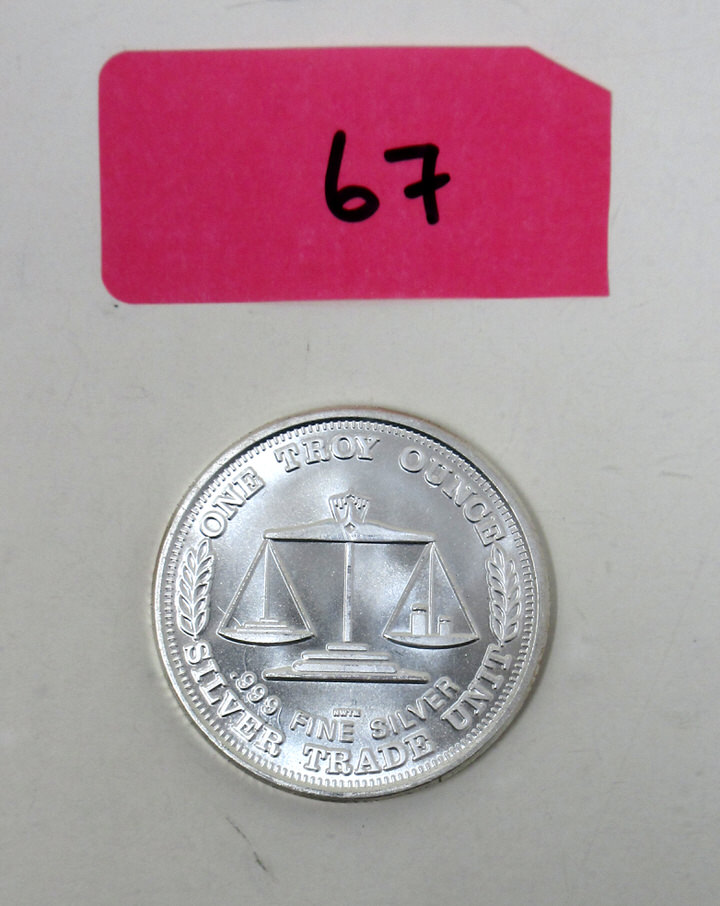 67
ONE TROY OUNCE
.999 FINE SILVER
SILVER TRADE UNIT